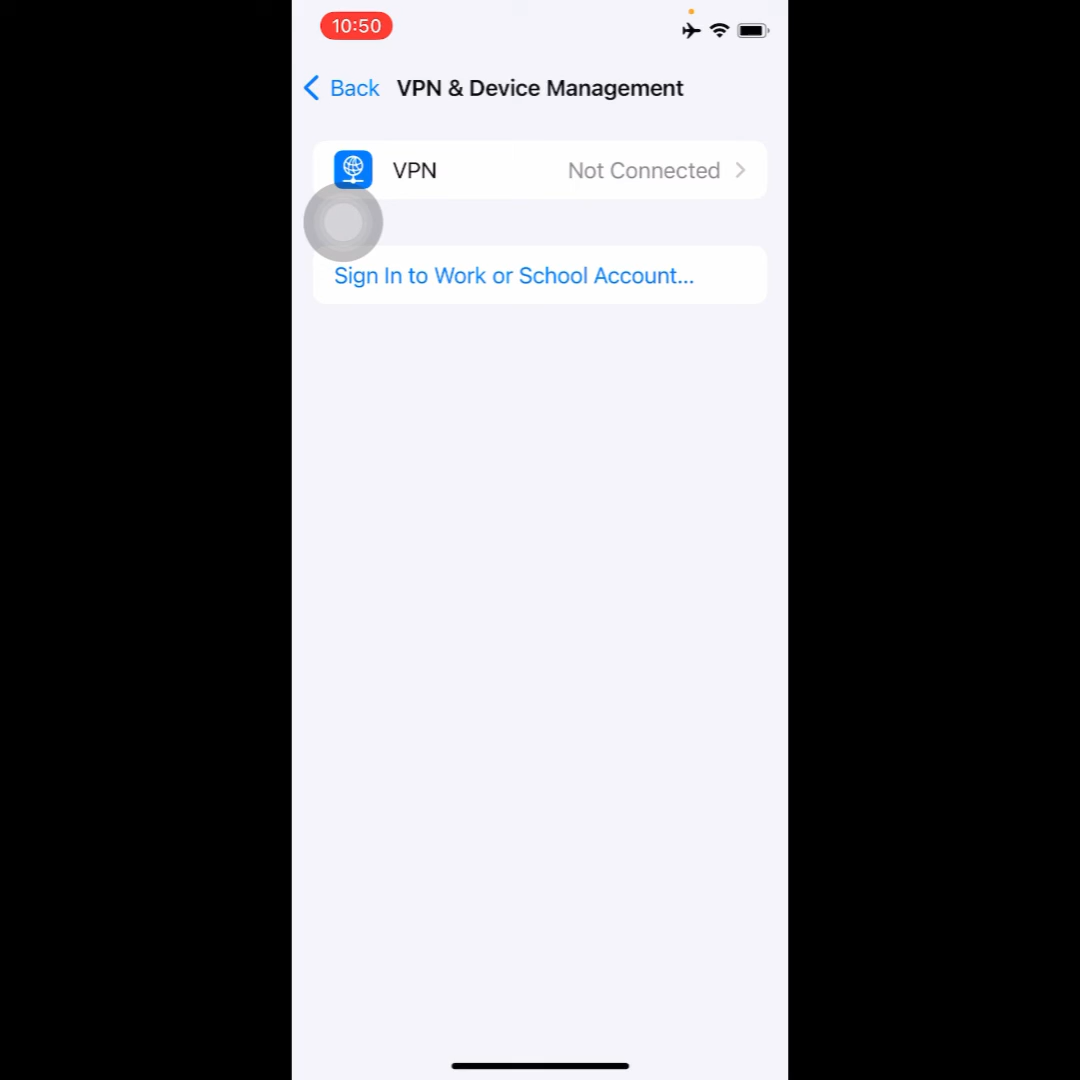 10:50
Back VPN & Device Management
VPN Not Connected
Sign In to Work or School Account...